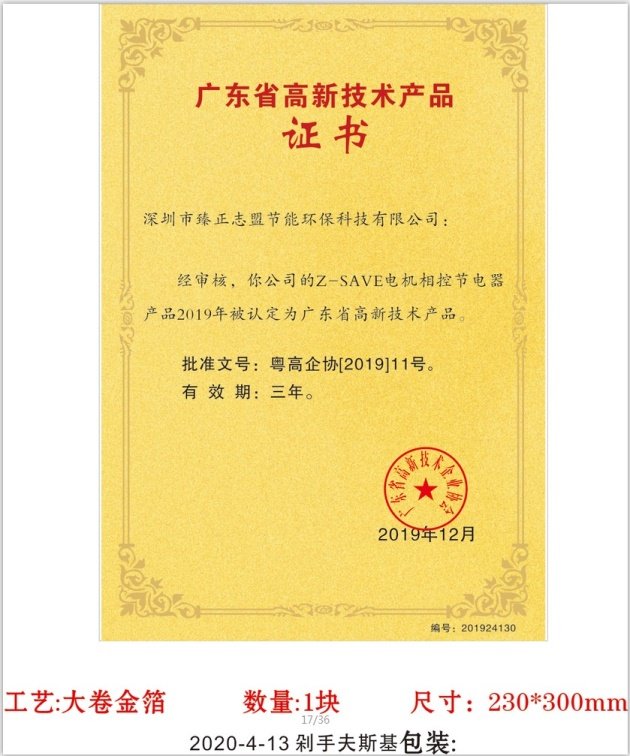 广东省高新技术产品
证书
深圳市臻正志盟节能环保科技有限公司：
经审核，你公司的Z-SAVE电机相控节电器
产品2019年被认定为广东省高新技术产品。
批准文号：粤高企协[2019]11号。
有 效 期：三年。
广东省高新技术企业协会
2019年12月
编号：201924130
工艺:大卷金箔 数量:1块 尺寸：230*300mm
17/36
2020-4-13 剁手夫斯基包装: